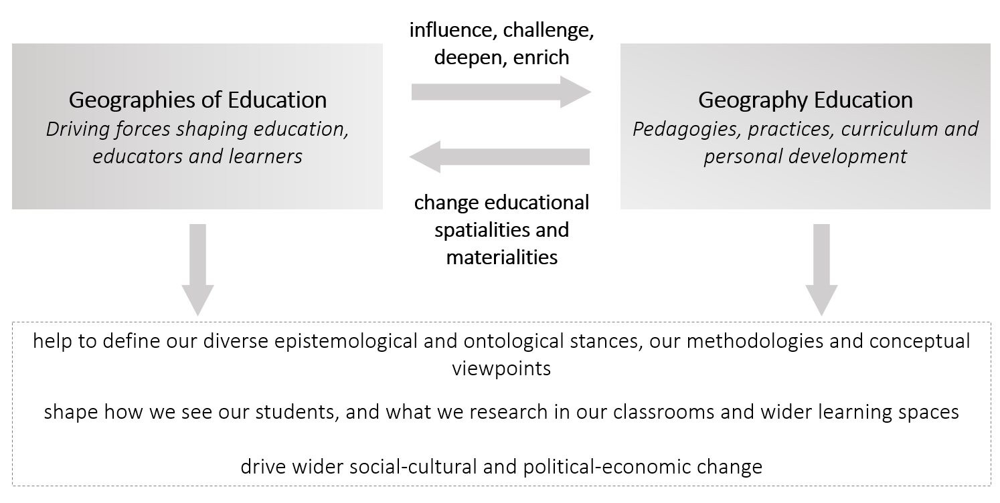 influence, challenge,
deepen, enrich
Geographies of Education
Driving forces shaping education,
educators and learners
Geography Education
Pedagogies, practices, curriculum and
personal development
change educational
spatialities and
materialities
help to define our diverse epistemological and ontological stances, our methodologies and conceptual
viewpoints
shape how we see our students, and what we research in our classrooms and wider learning spaces
drive wider social-cultural and political-economic change